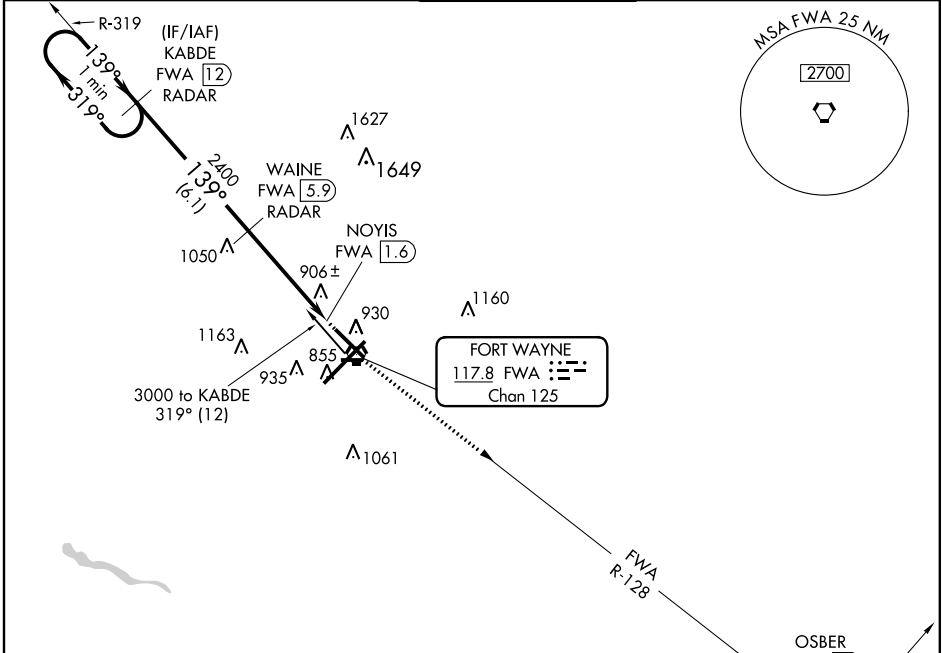 R-319
(IF/IAF)
KABDE
FWA 12
RADAR
139°
1 min
319°
MSA FWA 25 NM
2700
1627
1649
2400
139°
(6.1)
WAINE
FWA 5.9
RADAR
1050
NOYIS
FWA 1.6
906±
930
1160
1163
935
855
3000 to KABDE
319° (12)
FORT WAYNE
117.8 FWA
Chan 125
1061
FWA
R-128
OSBER